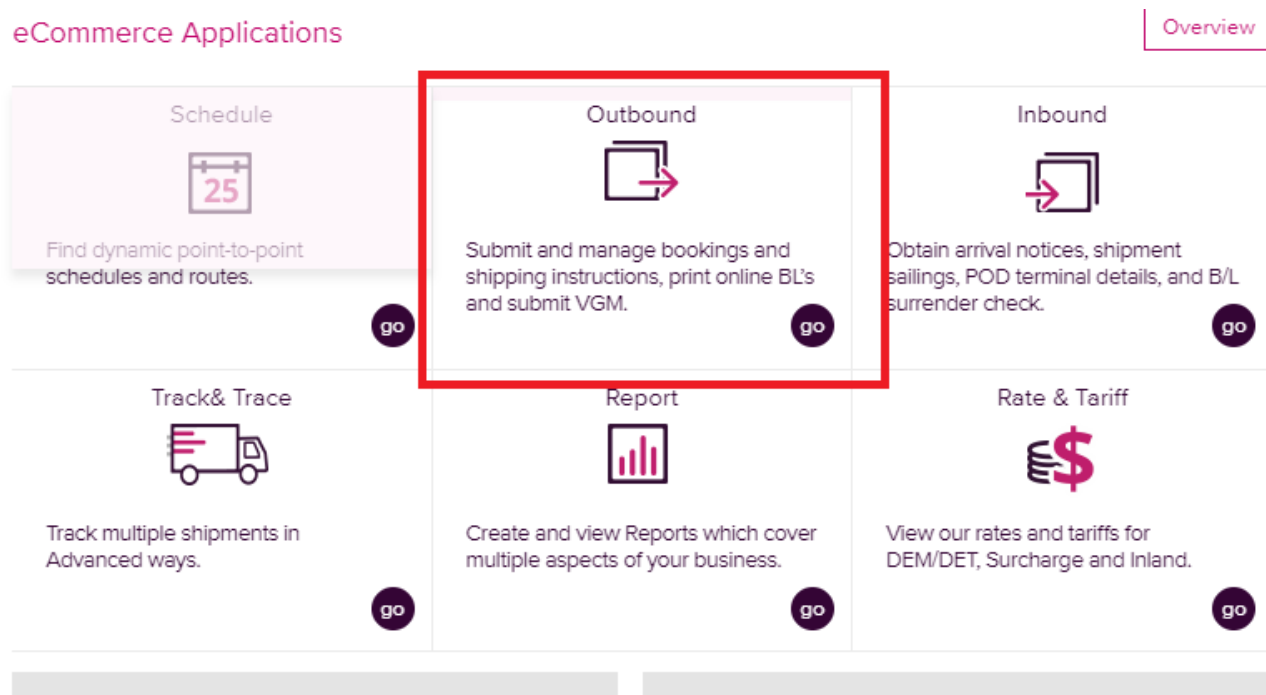 eCommerce Applications
Overview
Schedule
25
Find dynamic point-to-point
schedules and routes.
go
Outbound
Submit and manage bookings and
shipping instructions, print online BL's
and submit VGM.
go
Inbound
Obtain arrival notices, shipment
sailings, POD terminal details, and B/L
surrender check.
go
Track& Trace
Track multiple shipments in
Advanced ways.
go
Report
Create and view Reports which cover
multiple aspects of your business.
go
Rate & Tariff
$
View our rates and tariffs for
DEM/DET, Surcharge and Inland.
go